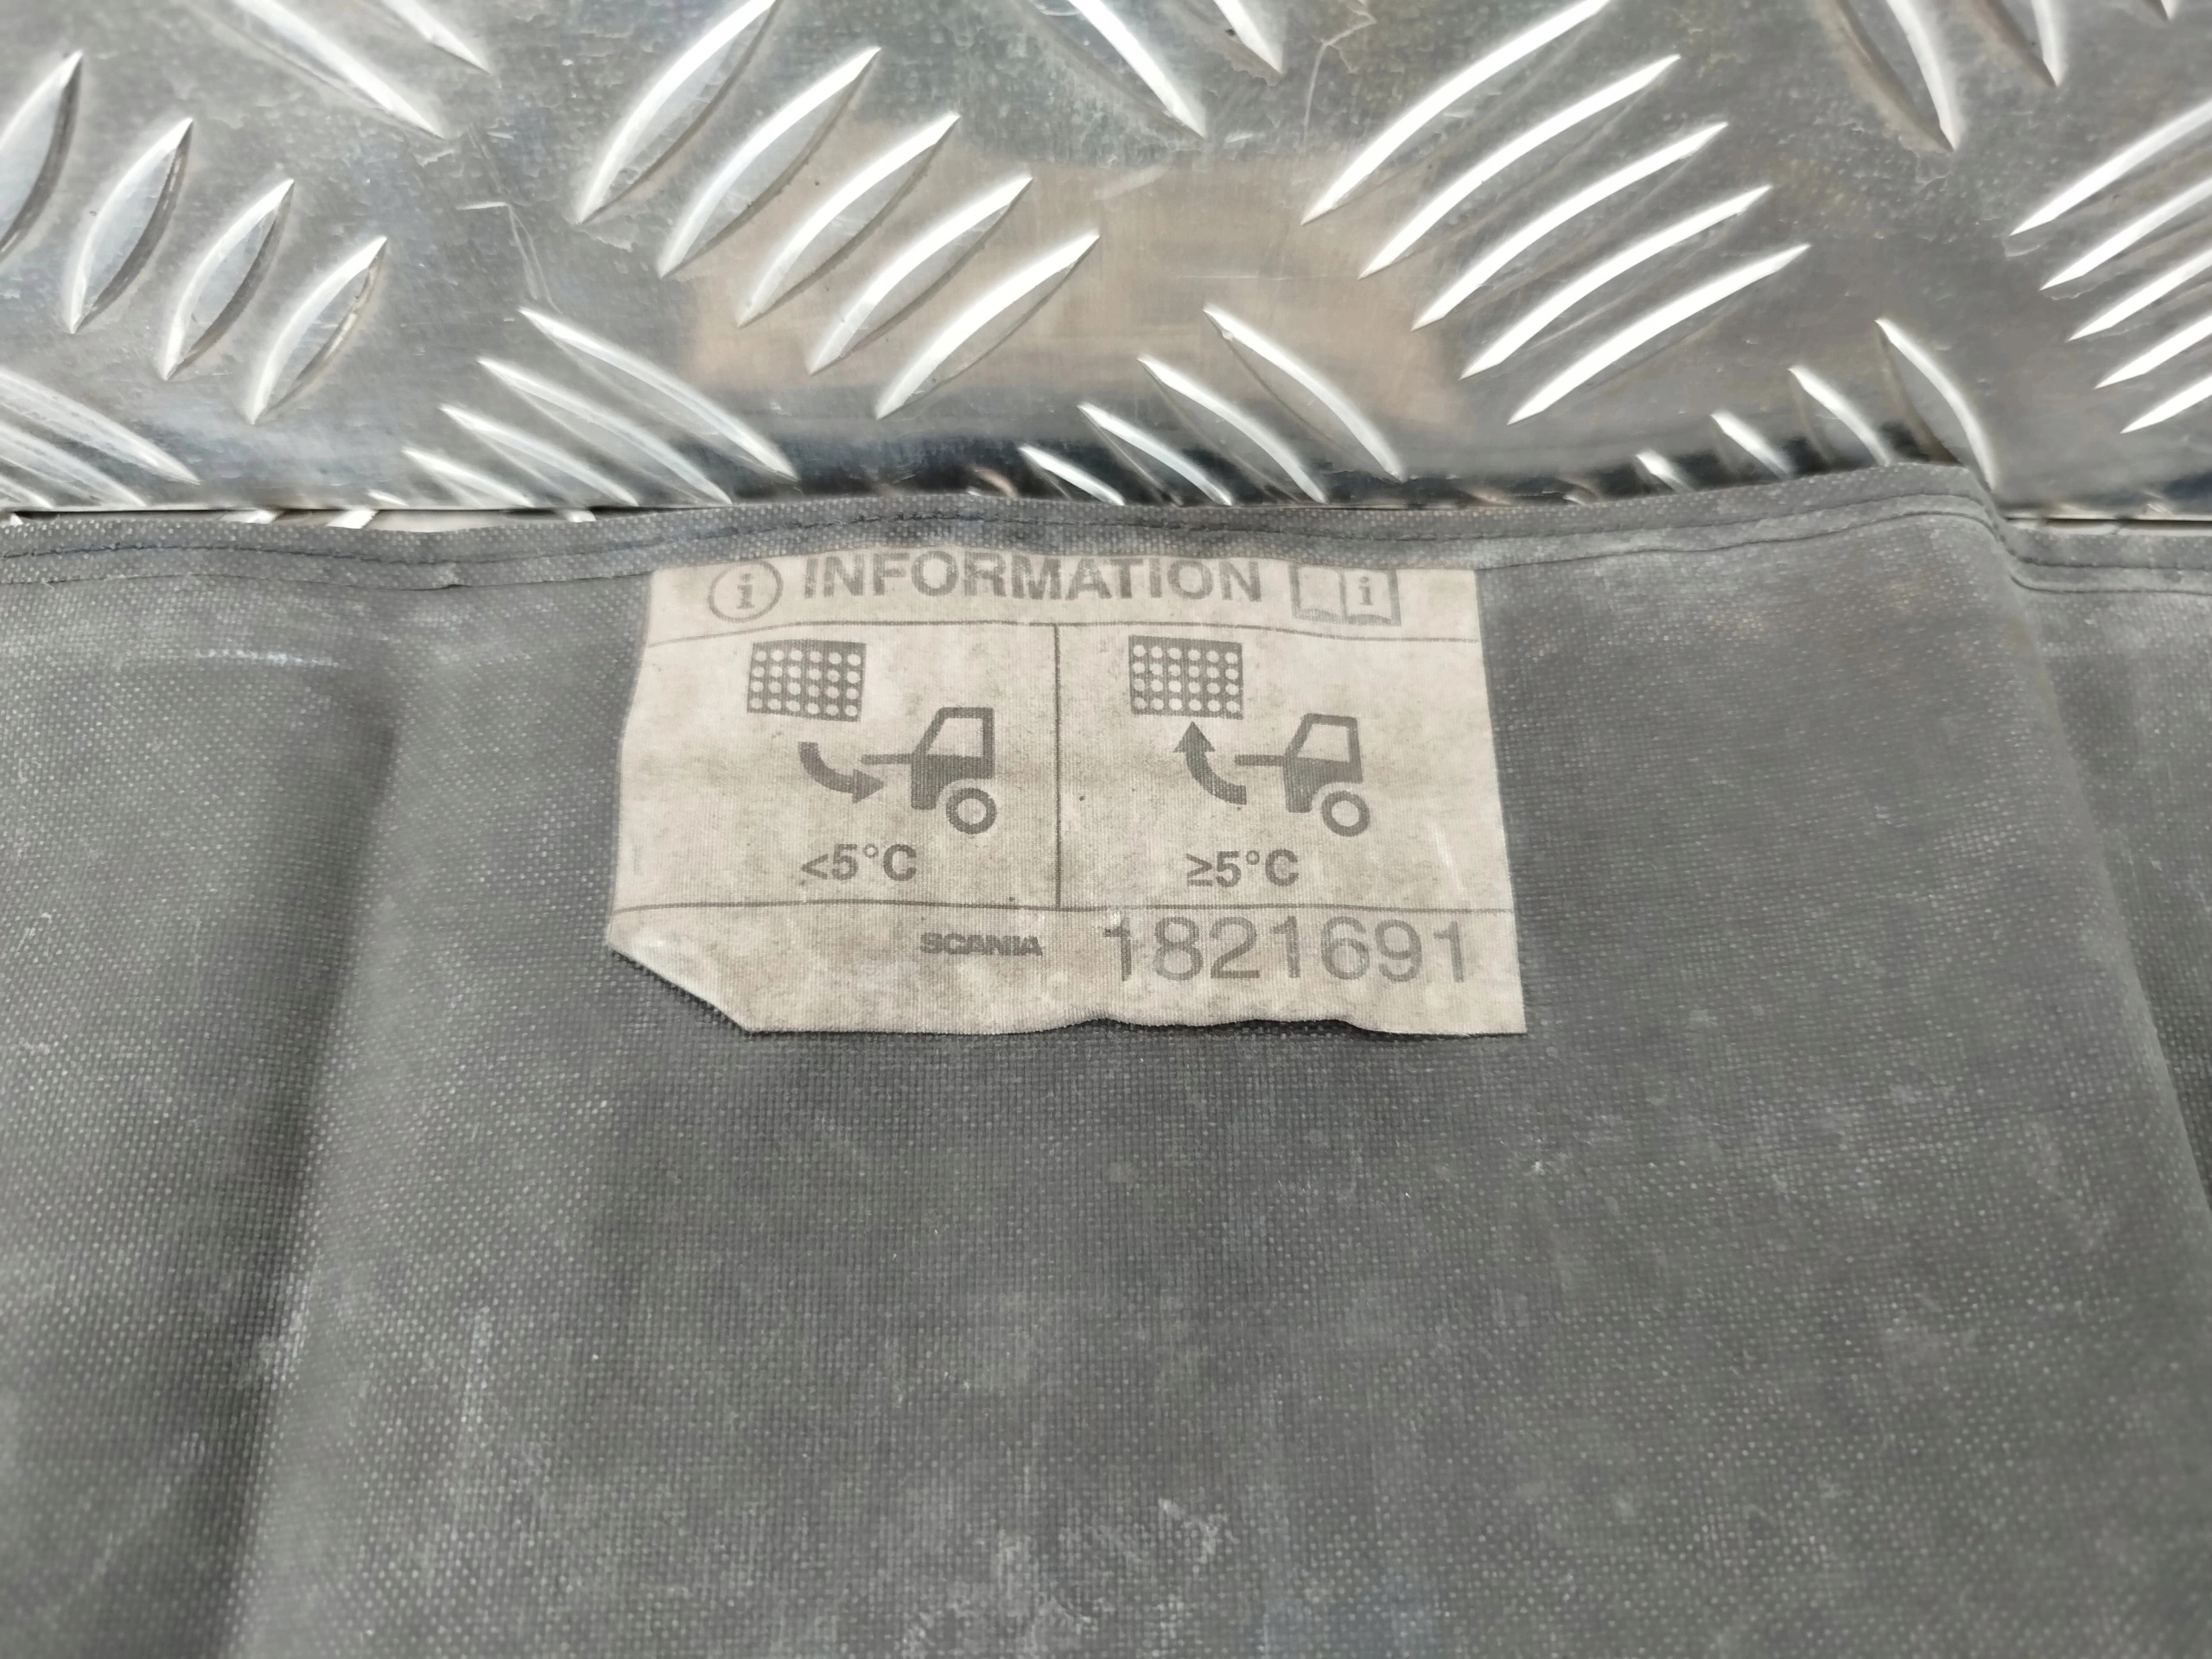 i INFORMATION i
<5°C ≥5°C
SCANIA 1821691